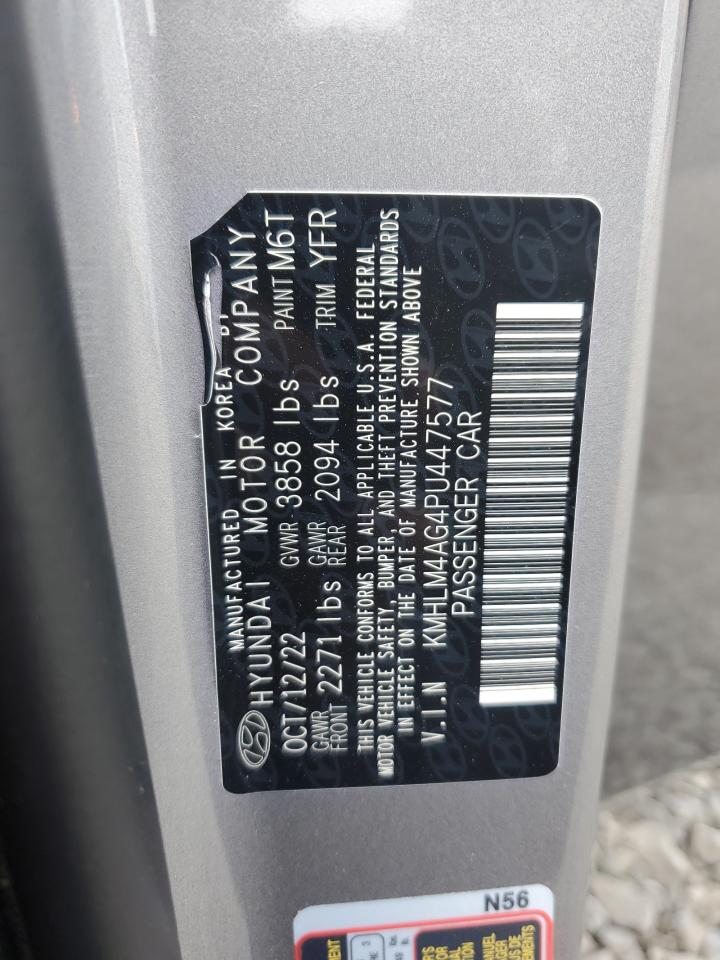 MANUFACTURED IN KOREA BY
HYUNDAI MOTOR COMPANY
OCT/12/22 GVWR 3858 lbs PAINT M6T
GAWR FRONT 2271 lbs GAWR REAR 2094 lbs TRIM YFR
THIS VEHICLE CONFORMS TO ALL APPLICABLE U.S.A. FEDERAL
MOTOR VEHICLE SAFETY, BUMPER, AND THEFT PREVENTION STANDARDS
IN EFFECT ON THE DATE OF MANUFACTURE SHOWN ABOVE
V.I.N KMHLM4AG4PU447577
PASSENGER CAR
N56